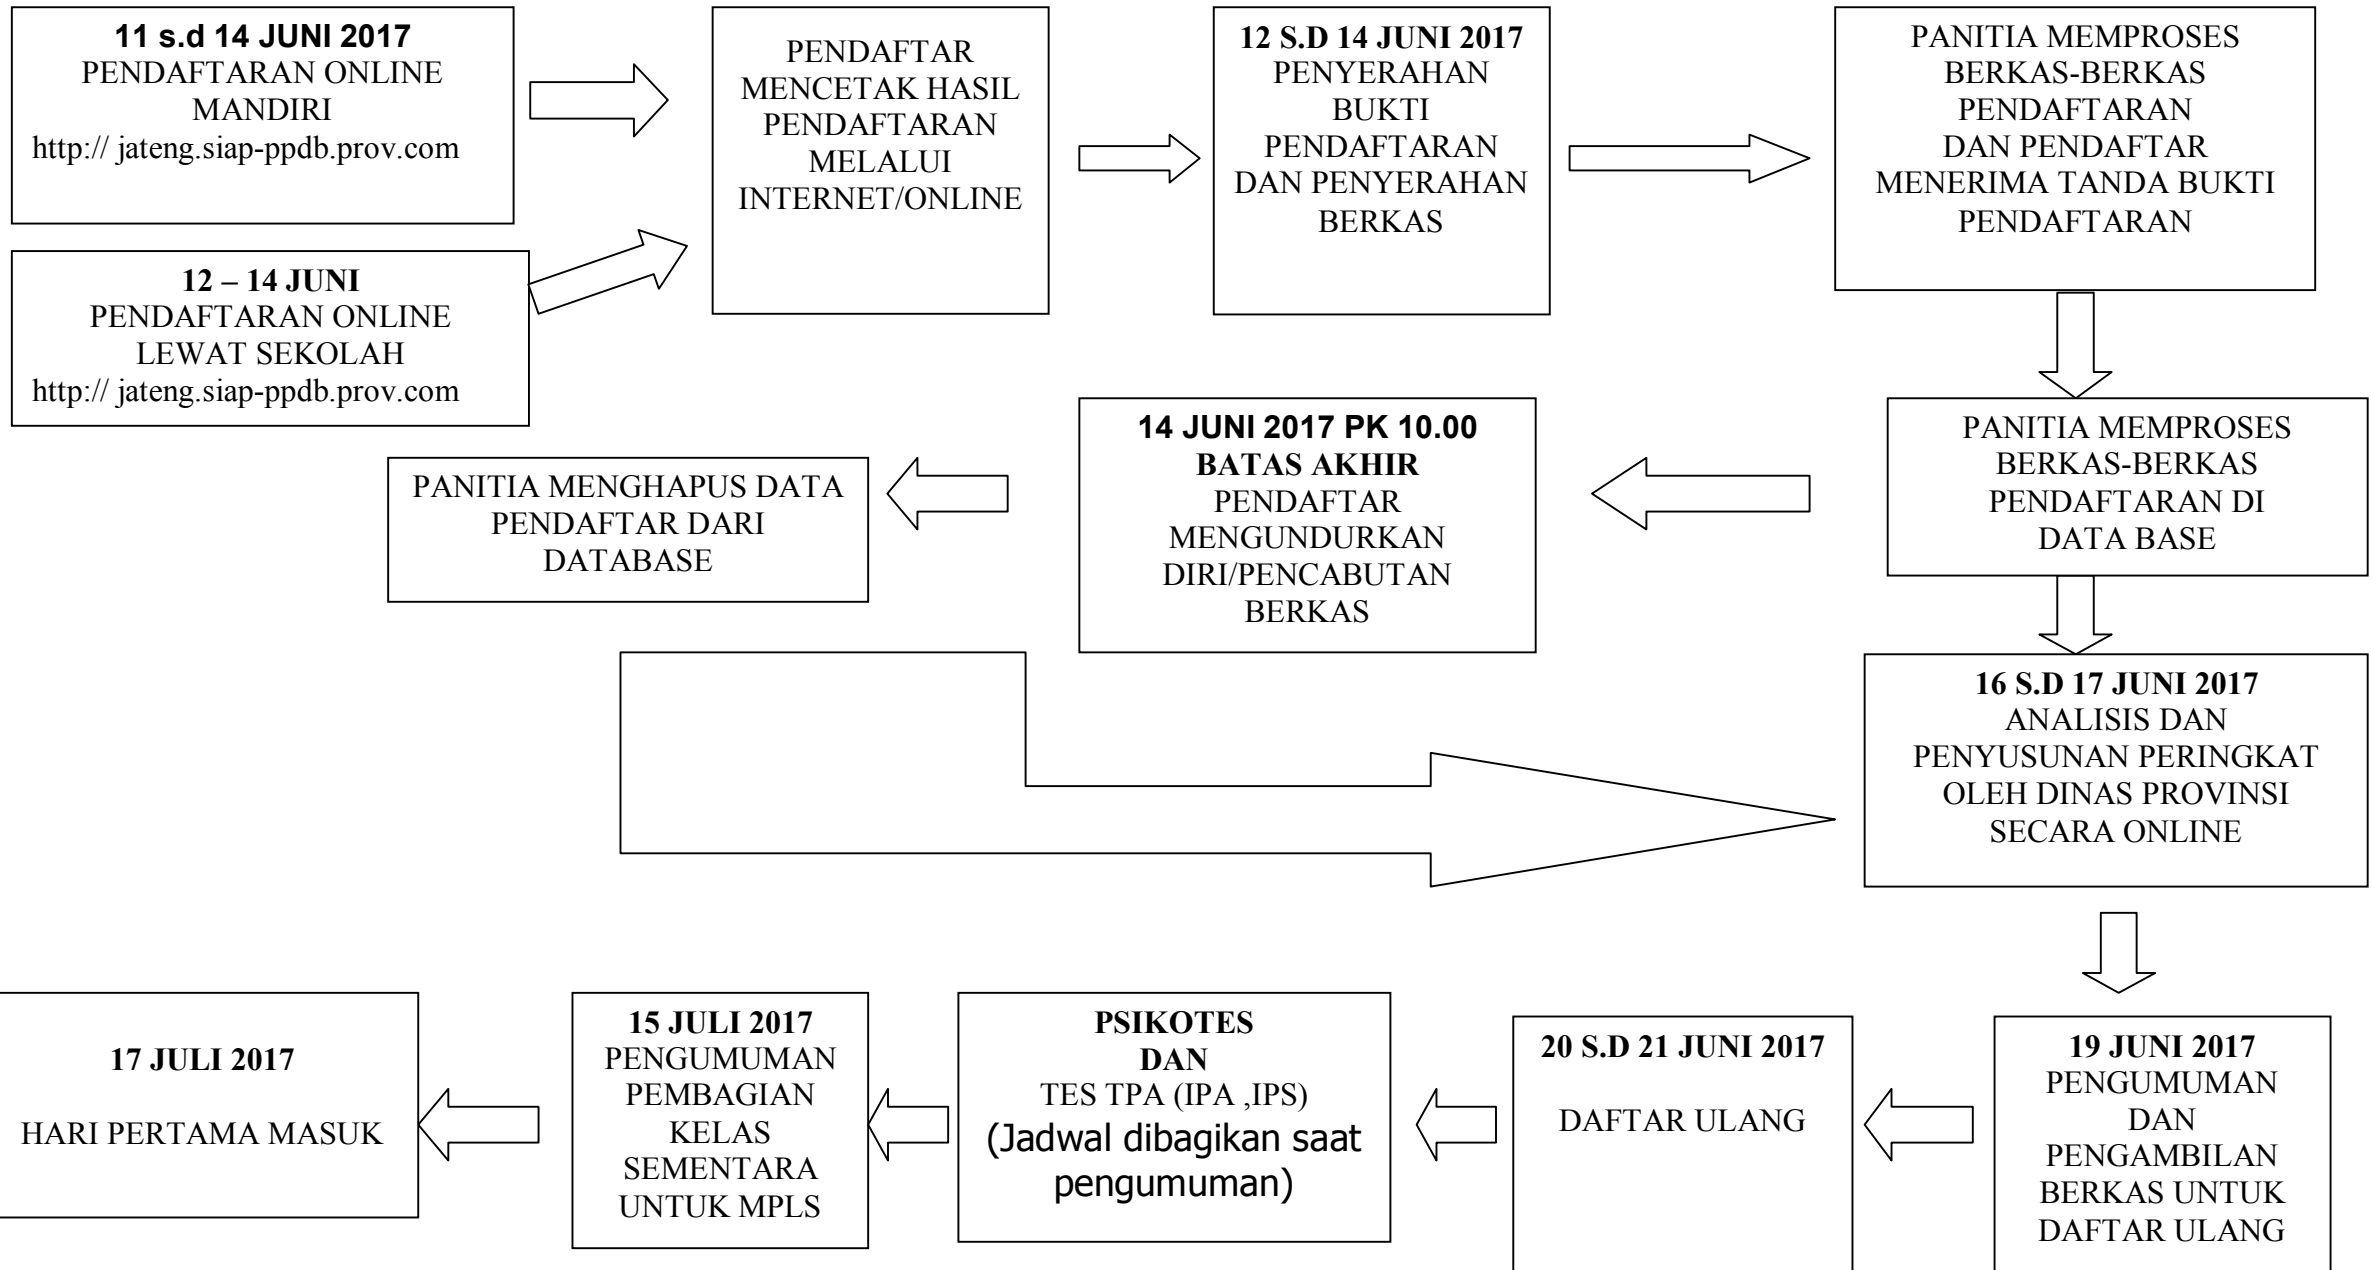 11 s.d 14 JUNI 2017
PENDAFTARAN ONLINE
MANDIRI
http:// jateng.siap-ppdb.prov.com
12 – 14 JUNI
PENDAFTARAN ONLINE
LEWAT SEKOLAH
http:// jateng.siap-ppdb.prov.com
PENDAFTAR
MENCETAK HASIL
PENDAFTARAN
MELALUI
INTERNET/ONLINE
12 S.D 14 JUNI 2017
PENYERAHAN
BUKTI
PENDAFTARAN
DAN PENYERAHAN
BERKAS
PANITIA MEMPROSES
BERKAS-BERKAS
PENDAFTARAN
DAN PENDAFTAR
MENERIMA TANDA BUKTI
PENDAFTARAN
PANITIA MEMPROSES
BERKAS-BERKAS
PENDAFTARAN DI
DATA BASE
14 JUNI 2017 PK 10.00
BATAS AKHIR
PENDAFTAR
MENGUNDURKAN
DIRI/PENCABUTAN
BERKAS
PANITIA MENGHAPUS DATA
PENDAFTAR DARI
DATABASE
16 S.D 17 JUNI 2017
ANALISIS DAN
PENYUSUNAN PERINGKAT
OLEH DINAS PROVINSI
SECARA ONLINE
19 JUNI 2017
PENGUMUMAN
DAN
PENGAMBILAN
BERKAS UNTUK
DAFTAR ULANG
20 S.D 21 JUNI 2017
DAFTAR ULANG
PSIKOTES
DAN
TES TPA (IPA ,IPS)
(Jadwal dibagikan saat
pengumuman)
15 JULI 2017
PENGUMUMAN
PEMBAGIAN
KELAS
SEMENTARA
UNTUK MPLS
17 JULI 2017
HARI PERTAMA MASUK